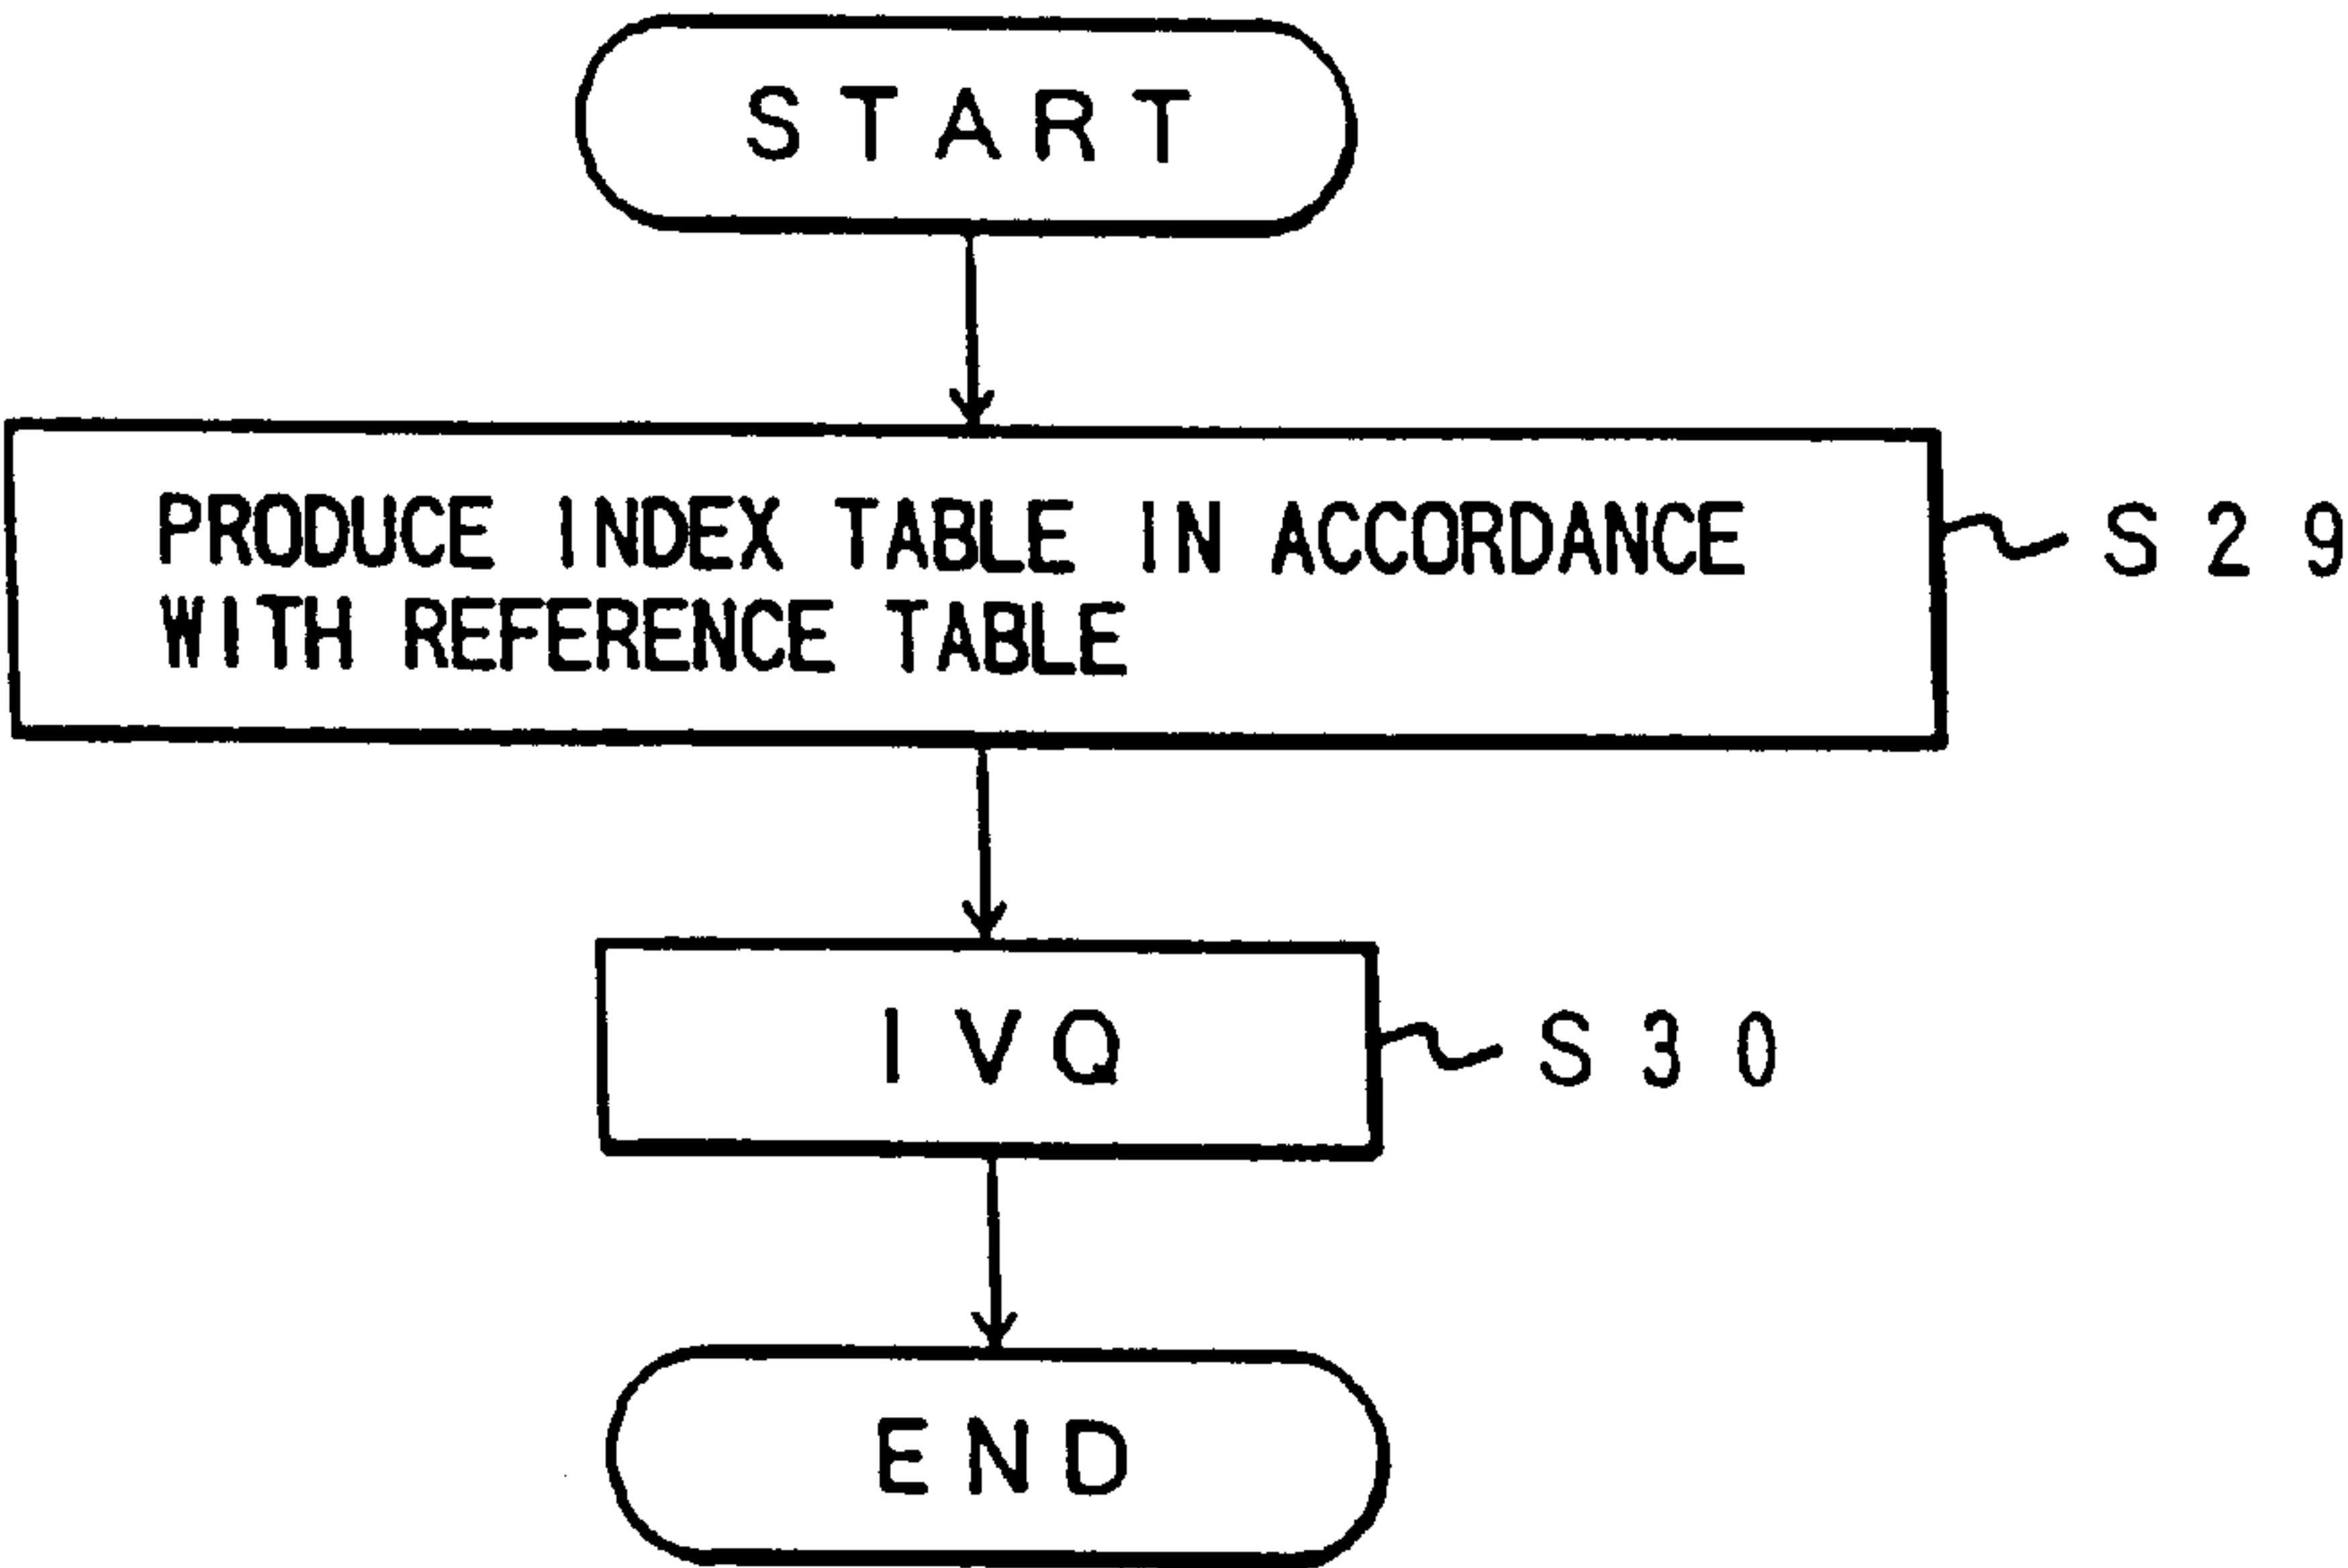 START
PRODUCE INDEX TABLE IN ACCORDANCE
WITH REFERENCE TABLE
S29
IVQ
S30
END